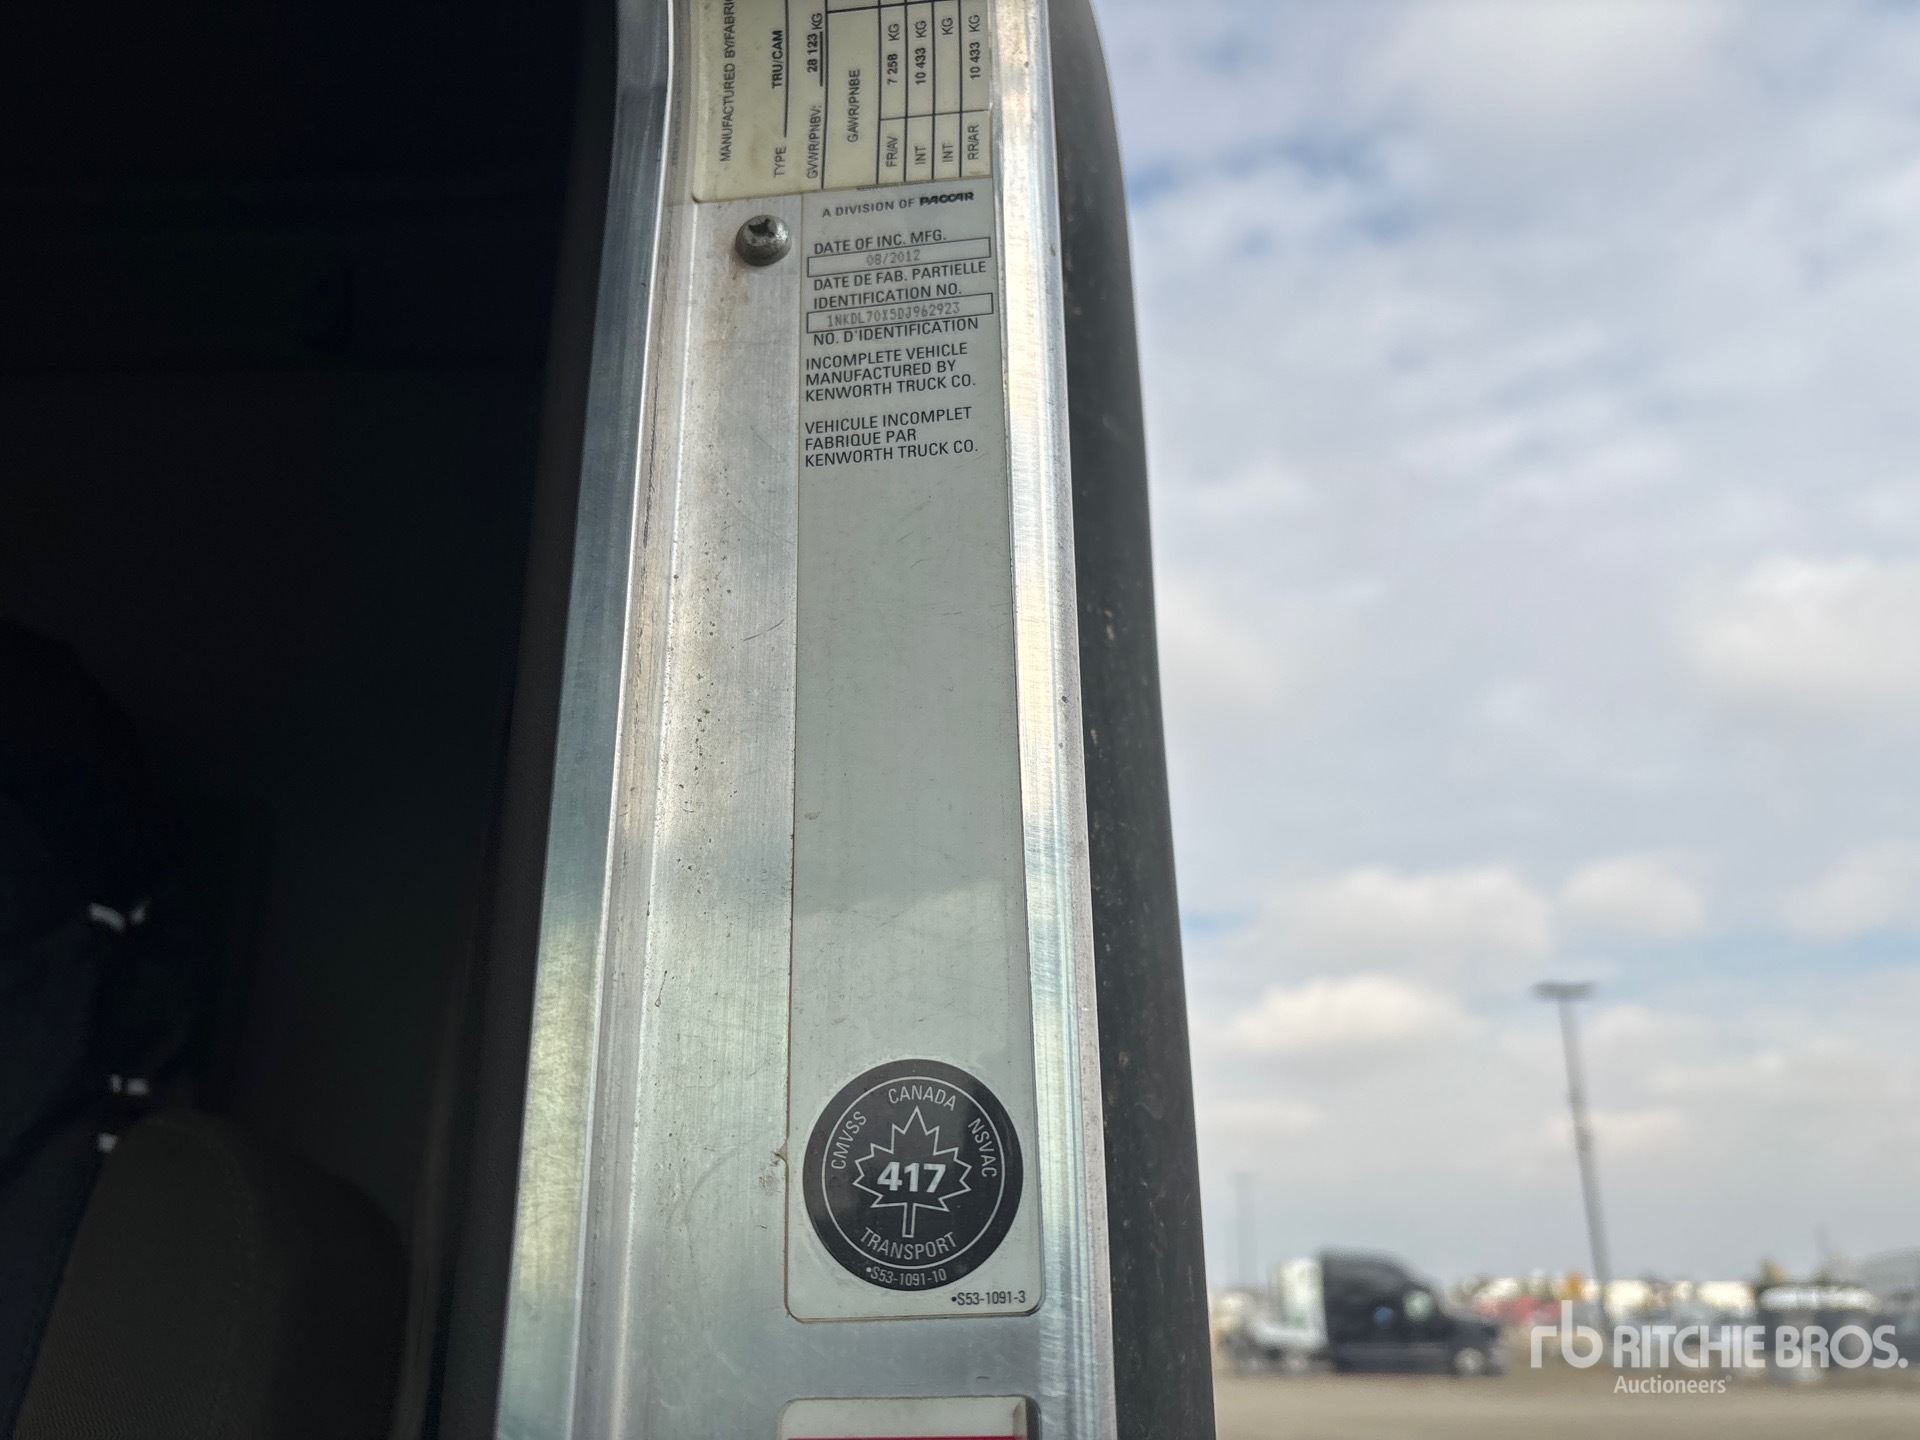 MANUFACTURED BY/FABRI
TYPE TRU/CAM
GVWR/PNBV: 28 123 KG
GAWR/PNBE
FR/AV 7 258 KG
INT 10 433 KG
INT KG
RR/AR 10 433 KG
A DIVISION OF PACCAR
DATE OF INC. MFG.
08/2012
DATE DE FAB. PARTIELLE
IDENTIFICATION NO.
1NKDL70X5DJ962923
NO. D'IDENTIFICATION
INCOMPLETE VEHICLE
MANUFACTURED BY
KENWORTH TRUCK CO.
VEHICULE INCOMPLET
FABRIQUE PAR
KENWORTH TRUCK CO.
CANADA
CMVSS
NSVAC
417
TRANSPORT
•S53-1091-10
•S53-1091-3
rb RITCHIE BROS.
Auctioneers